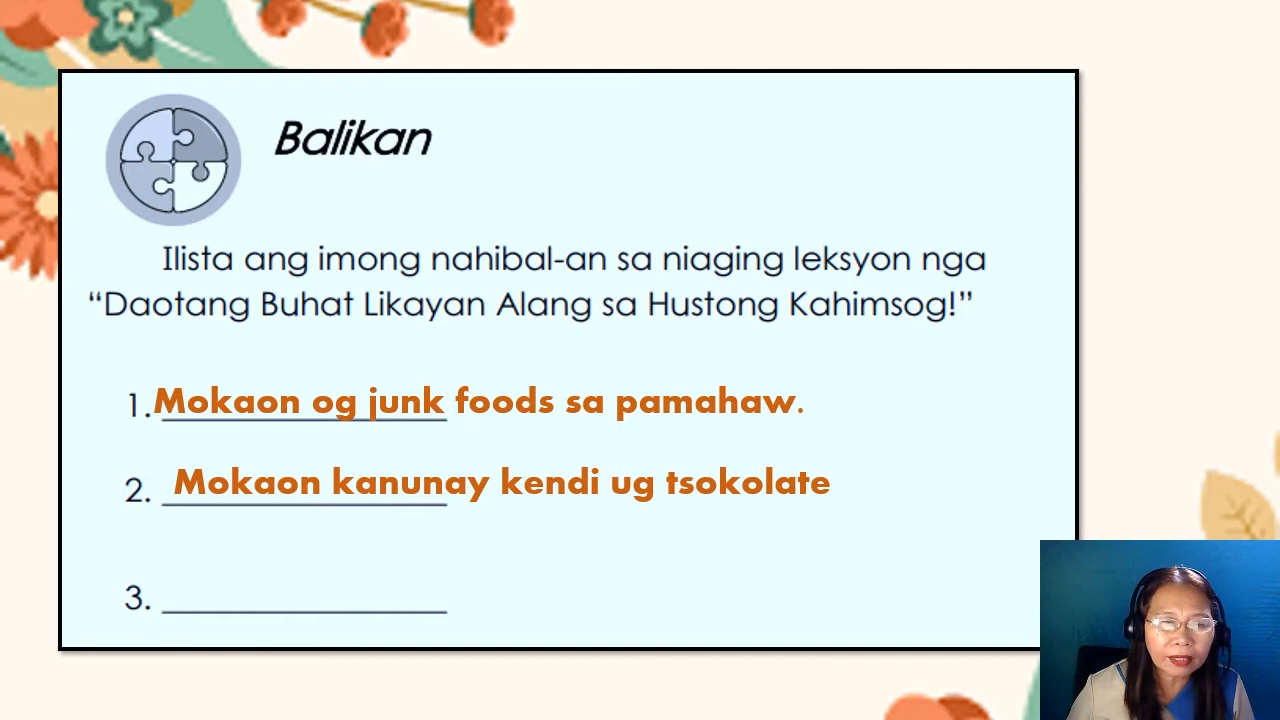 Balikan
Ilista ang imong nahibal-an sa niaging leksyon nga
“Daotang Buhat Likayan Alang sa Hustong Kahimsog!”
1. Mokaon og junk foods sa pamahaw.
2. Mokaon kanunay kendi ug tsokolate
3. ________________